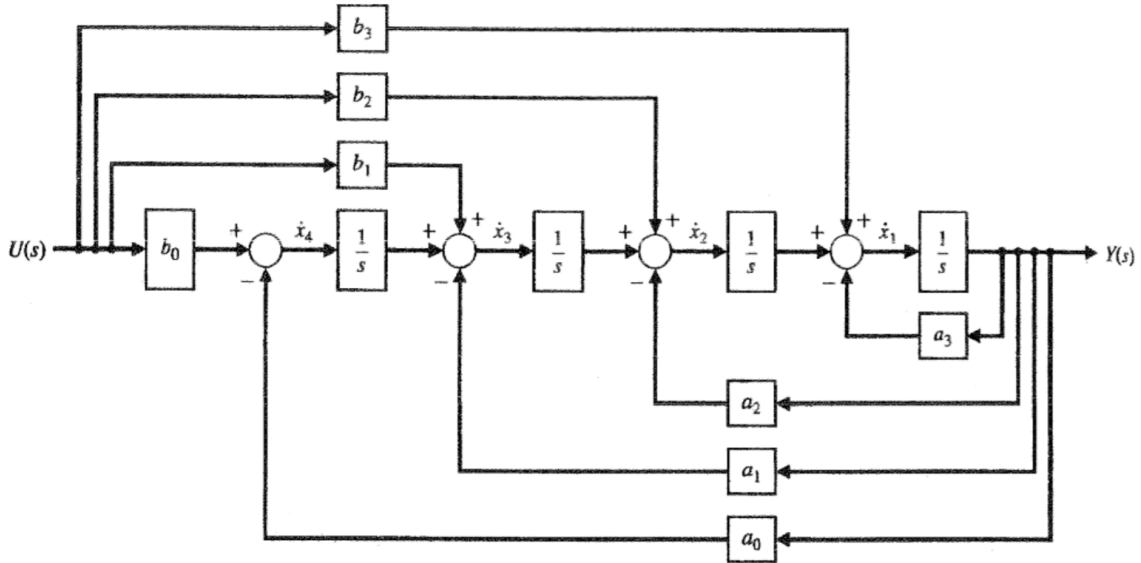 b₃
+
b₂
+
b₁
+
U(s) b₀ + ẋ₄ 1/s + ẋ₃ 1/s + ẋ₂ 1/s + ẋ₁ 1/s Y(s)
− − − −
a₃
a₂
a₁
a₀